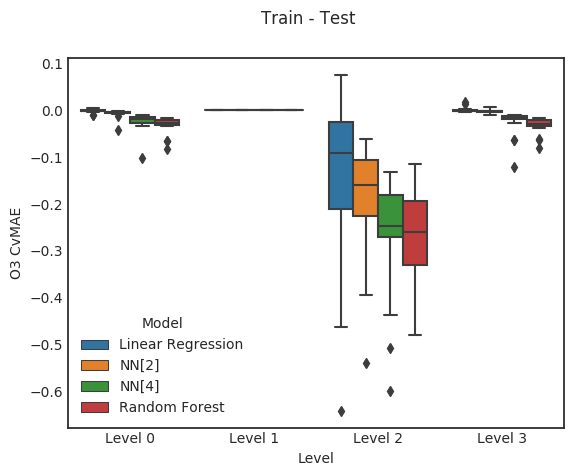 Train - Test
0.1
0.0
−0.1
−0.2
−0.3
−0.4
−0.5
−0.6
O3 CvMAE
Model
Linear Regression
NN[2]
NN[4]
Random Forest
Level 0 Level 1 Level 2 Level 3
Level